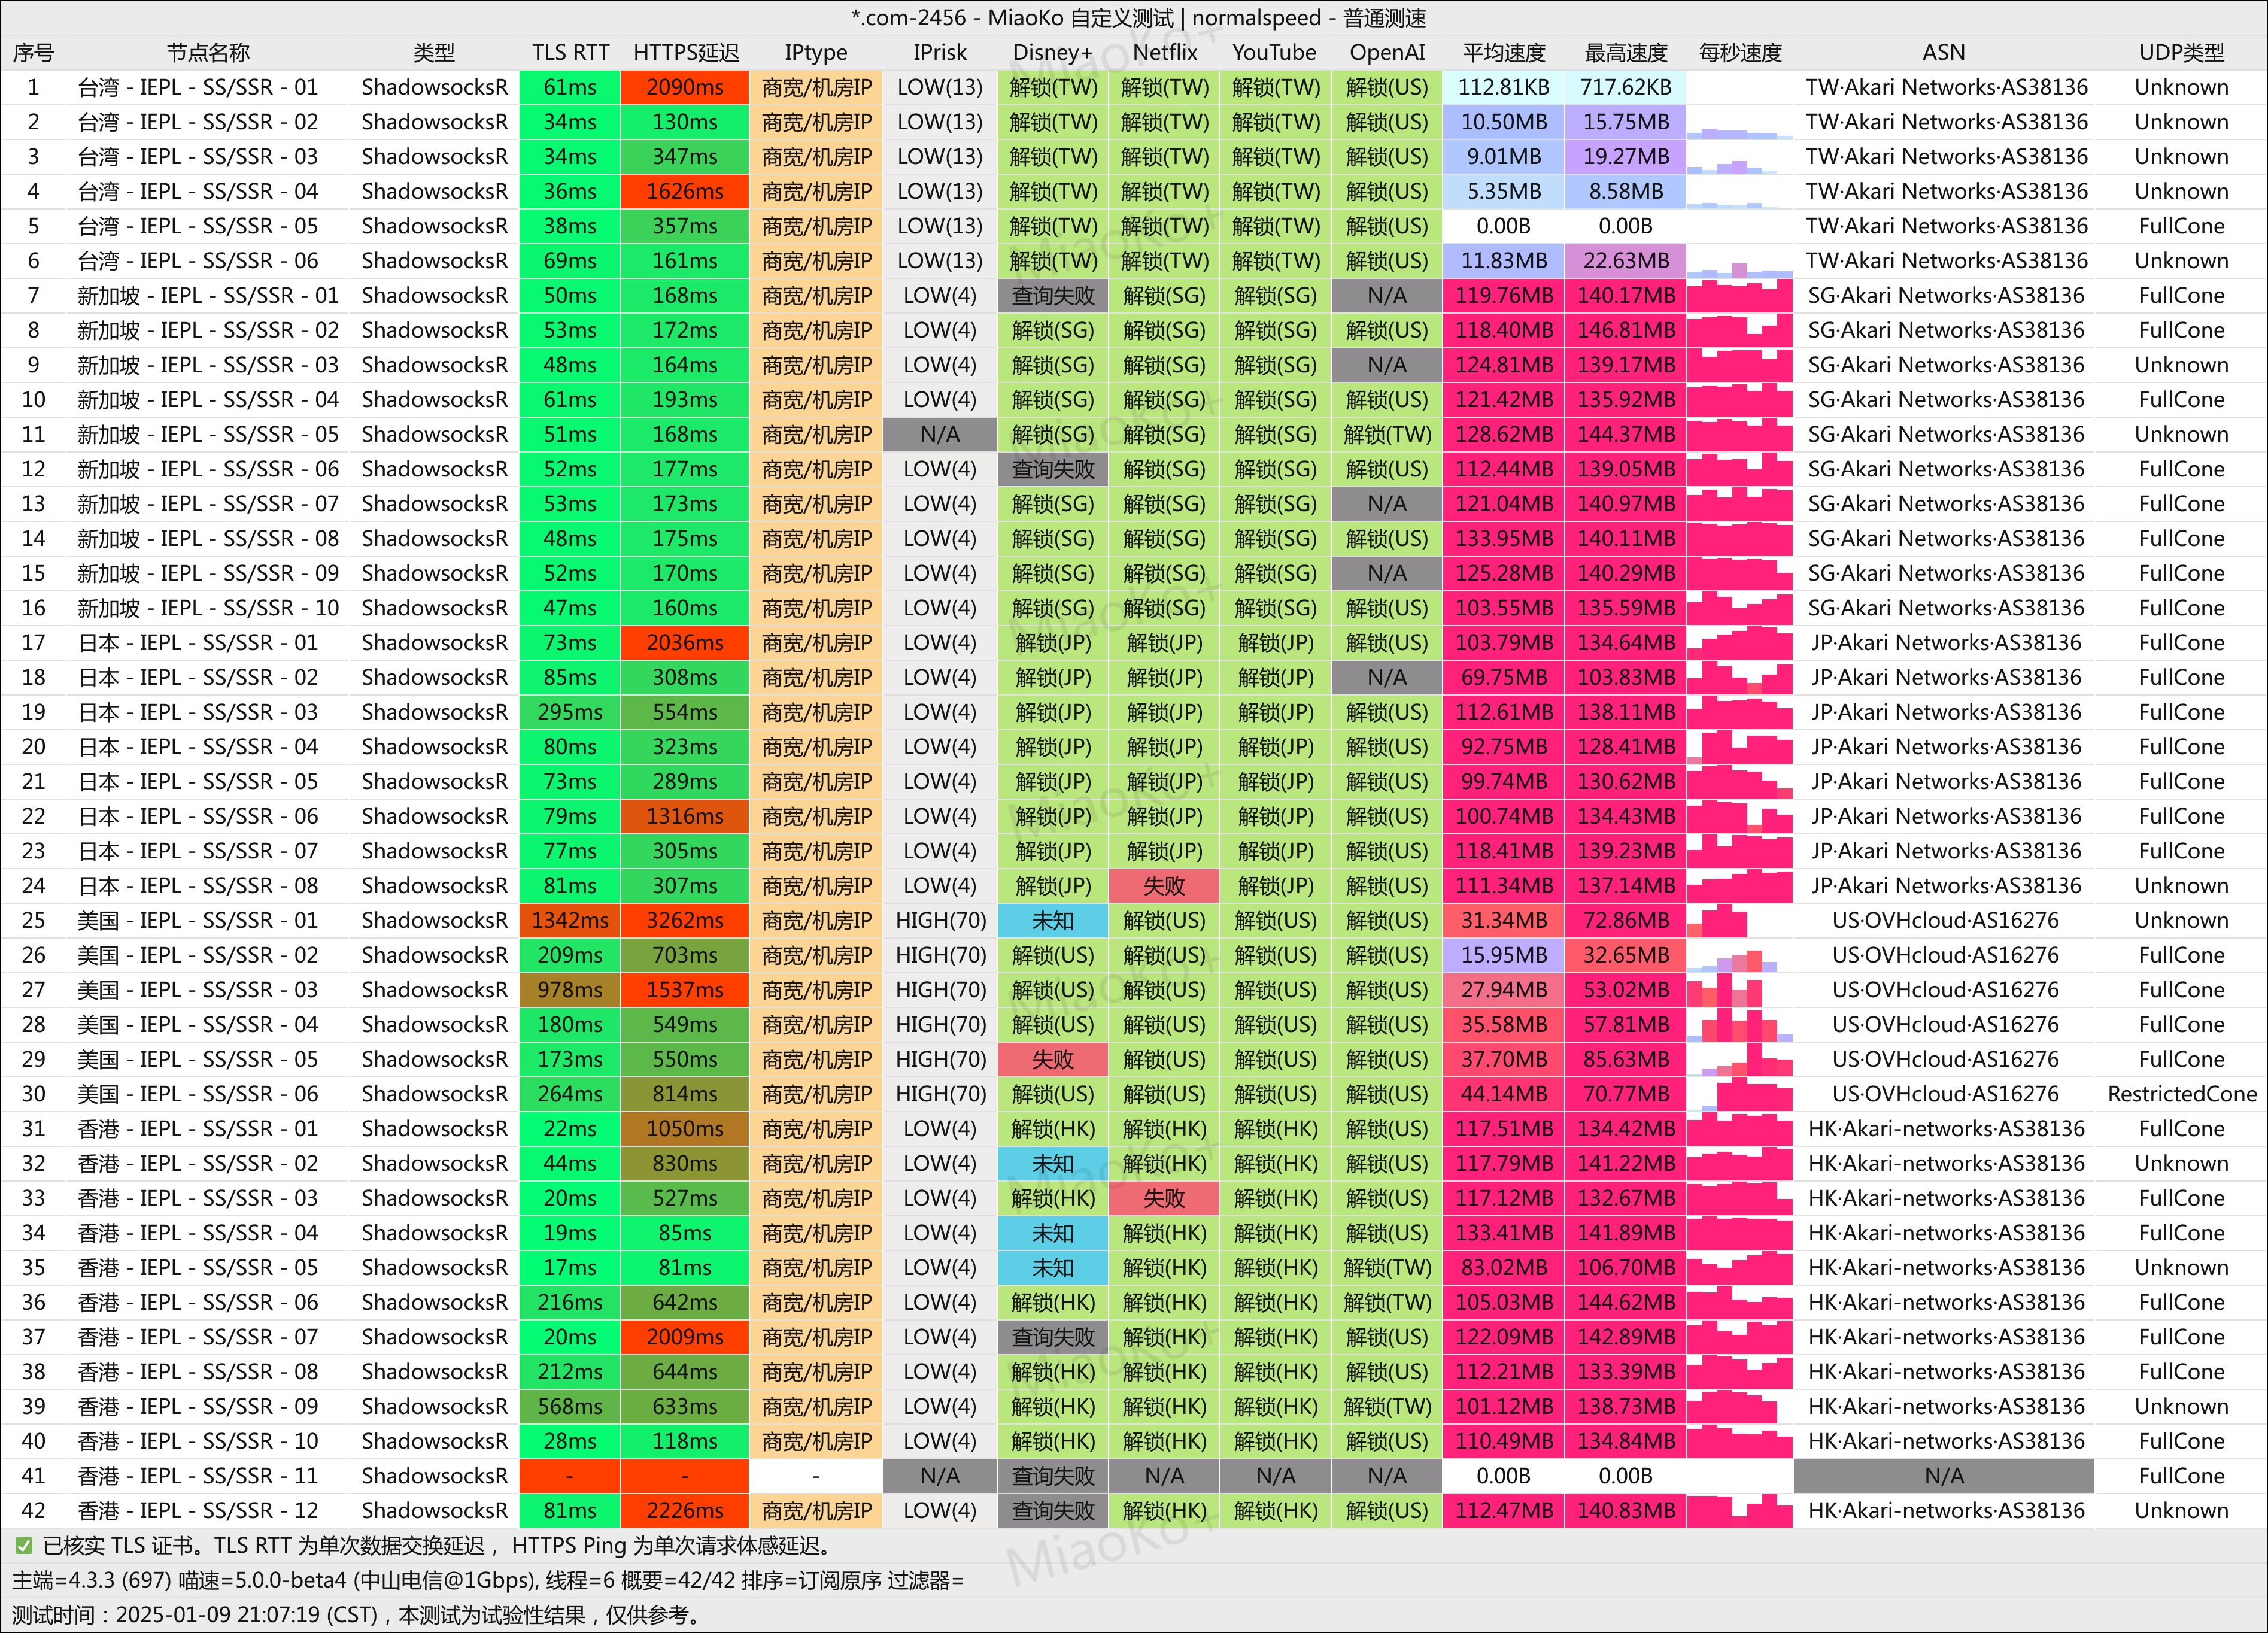 *.com-2456 - MiaoKo 自定义测试 | normalspeed - 普通测速
序号 节点名称 类型 TLS RTT HTTPS延迟 IPtype IPrisk Disney+ Netflix YouTube OpenAI 平均速度 最高速度 每秒速度 ASN UDP类型
1 台湾 - IEPL - SS/SSR - 01 ShadowsocksR 61ms 2090ms 商宽/机房IP LOW(13) 解锁(TW) 解锁(TW) 解锁(TW) 解锁(US) 112.81KB 717.62KB TW·Akari Networks·AS38136 Unknown
2 台湾 - IEPL - SS/SSR - 02 ShadowsocksR 34ms 130ms 商宽/机房IP LOW(13) 解锁(TW) 解锁(TW) 解锁(TW) 解锁(US) 10.50MB 15.75MB TW·Akari Networks·AS38136 Unknown
3 台湾 - IEPL - SS/SSR - 03 ShadowsocksR 34ms 347ms 商宽/机房IP LOW(13) 解锁(TW) 解锁(TW) 解锁(TW) 解锁(US) 9.01MB 19.27MB TW·Akari Networks·AS38136 Unknown
4 台湾 - IEPL - SS/SSR - 04 ShadowsocksR 36ms 1626ms 商宽/机房IP LOW(13) 解锁(TW) 解锁(TW) 解锁(TW) 解锁(US) 5.35MB 8.58MB TW·Akari Networks·AS38136 Unknown
5 台湾 - IEPL - SS/SSR - 05 ShadowsocksR 38ms 357ms 商宽/机房IP LOW(13) 解锁(TW) 解锁(TW) 解锁(TW) 解锁(US) 0.00B 0.00B TW·Akari Networks·AS38136 FullCone
6 台湾 - IEPL - SS/SSR - 06 ShadowsocksR 69ms 161ms 商宽/机房IP LOW(13) 解锁(TW) 解锁(TW) 解锁(TW) 解锁(US) 11.83MB 22.63MB TW·Akari Networks·AS38136 Unknown
7 新加坡 - IEPL - SS/SSR - 01 ShadowsocksR 50ms 168ms 商宽/机房IP LOW(4) 查询失败 解锁(SG) 解锁(SG) N/A 119.76MB 140.17MB SG·Akari Networks·AS38136 FullCone
8 新加坡 - IEPL - SS/SSR - 02 ShadowsocksR 53ms 172ms 商宽/机房IP LOW(4) 解锁(SG) 解锁(SG) 解锁(SG) 解锁(US) 118.40MB 146.81MB SG·Akari Networks·AS38136 FullCone
9 新加坡 - IEPL - SS/SSR - 03 ShadowsocksR 48ms 164ms 商宽/机房IP LOW(4) 解锁(SG) 解锁(SG) 解锁(SG) N/A 124.81MB 139.17MB SG·Akari Networks·AS38136 Unknown
10 新加坡 - IEPL - SS/SSR - 04 ShadowsocksR 61ms 193ms 商宽/机房IP LOW(4) 解锁(SG) 解锁(SG) 解锁(SG) 解锁(US) 121.42MB 135.92MB SG·Akari Networks·AS38136 FullCone
11 新加坡 - IEPL - SS/SSR - 05 ShadowsocksR 51ms 168ms 商宽/机房IP N/A 解锁(SG) 解锁(SG) 解锁(SG) 解锁(TW) 128.62MB 144.37MB SG·Akari Networks·AS38136 Unknown
12 新加坡 - IEPL - SS/SSR - 06 ShadowsocksR 52ms 177ms 商宽/机房IP LOW(4) 查询失败 解锁(SG) 解锁(SG) 解锁(US) 112.44MB 139.05MB SG·Akari Networks·AS38136 FullCone
13 新加坡 - IEPL - SS/SSR - 07 ShadowsocksR 53ms 173ms 商宽/机房IP LOW(4) 解锁(SG) 解锁(SG) 解锁(SG) N/A 121.04MB 140.97MB SG·Akari Networks·AS38136 FullCone
14 新加坡 - IEPL - SS/SSR - 08 ShadowsocksR 48ms 175ms 商宽/机房IP LOW(4) 解锁(SG) 解锁(SG) 解锁(SG) 解锁(US) 133.95MB 140.11MB SG·Akari Networks·AS38136 FullCone
15 新加坡 - IEPL - SS/SSR - 09 ShadowsocksR 52ms 170ms 商宽/机房IP LOW(4) 解锁(SG) 解锁(SG) 解锁(SG) N/A 125.28MB 140.29MB SG·Akari Networks·AS38136 FullCone
16 新加坡 - IEPL - SS/SSR - 10 ShadowsocksR 47ms 160ms 商宽/机房IP LOW(4) 解锁(SG) 解锁(SG) 解锁(SG) 解锁(US) 103.55MB 135.59MB SG·Akari Networks·AS38136 FullCone
17 日本 - IEPL - SS/SSR - 01 ShadowsocksR 73ms 2036ms 商宽/机房IP LOW(4) 解锁(JP) 解锁(JP) 解锁(JP) 解锁(US) 103.79MB 134.64MB JP·Akari Networks·AS38136 FullCone
18 日本 - IEPL - SS/SSR - 02 ShadowsocksR 85ms 308ms 商宽/机房IP LOW(4) 解锁(JP) 解锁(JP) 解锁(JP) N/A 69.75MB 103.83MB JP·Akari Networks·AS38136 FullCone
19 日本 - IEPL - SS/SSR - 03 ShadowsocksR 295ms 554ms 商宽/机房IP LOW(4) 解锁(JP) 解锁(JP) 解锁(JP) 解锁(US) 112.61MB 138.11MB JP·Akari Networks·AS38136 FullCone
20 日本 - IEPL - SS/SSR - 04 ShadowsocksR 80ms 323ms 商宽/机房IP LOW(4) 解锁(JP) 解锁(JP) 解锁(JP) 解锁(US) 92.75MB 128.41MB JP·Akari Networks·AS38136 FullCone
21 日本 - IEPL - SS/SSR - 05 ShadowsocksR 73ms 289ms 商宽/机房IP LOW(4) 解锁(JP) 解锁(JP) 解锁(JP) 解锁(US) 99.74MB 130.62MB JP·Akari Networks·AS38136 FullCone
22 日本 - IEPL - SS/SSR - 06 ShadowsocksR 79ms 1316ms 商宽/机房IP LOW(4) 解锁(JP) 解锁(JP) 解锁(JP) 解锁(US) 100.74MB 134.43MB JP·Akari Networks·AS38136 FullCone
23 日本 - IEPL - SS/SSR - 07 ShadowsocksR 77ms 305ms 商宽/机房IP LOW(4) 解锁(JP) 解锁(JP) 解锁(JP) 解锁(US) 118.41MB 139.23MB JP·Akari Networks·AS38136 FullCone
24 日本 - IEPL - SS/SSR - 08 ShadowsocksR 81ms 307ms 商宽/机房IP LOW(4) 解锁(JP) 失败 解锁(JP) 解锁(US) 111.34MB 137.14MB JP·Akari Networks·AS38136 Unknown
25 美国 - IEPL - SS/SSR - 01 ShadowsocksR 1342ms 3262ms 商宽/机房IP HIGH(70) 未知 解锁(US) 解锁(US) 解锁(US) 31.34MB 72.86MB US·OVHcloud·AS16276 Unknown
26 美国 - IEPL - SS/SSR - 02 ShadowsocksR 209ms 703ms 商宽/机房IP HIGH(70) 解锁(US) 解锁(US) 解锁(US) 解锁(US) 15.95MB 32.65MB US·OVHcloud·AS16276 FullCone
27 美国 - IEPL - SS/SSR - 03 ShadowsocksR 978ms 1537ms 商宽/机房IP HIGH(70) 解锁(US) 解锁(US) 解锁(US) 解锁(US) 27.94MB 53.02MB US·OVHcloud·AS16276 FullCone
28 美国 - IEPL - SS/SSR - 04 ShadowsocksR 180ms 549ms 商宽/机房IP HIGH(70) 解锁(US) 解锁(US) 解锁(US) 解锁(US) 35.58MB 57.81MB US·OVHcloud·AS16276 FullCone
29 美国 - IEPL - SS/SSR - 05 ShadowsocksR 173ms 550ms 商宽/机房IP HIGH(70) 失败 解锁(US) 解锁(US) 解锁(US) 37.70MB 85.63MB US·OVHcloud·AS16276 FullCone
30 美国 - IEPL - SS/SSR - 06 ShadowsocksR 264ms 814ms 商宽/机房IP HIGH(70) 解锁(US) 解锁(US) 解锁(US) 解锁(US) 44.14MB 70.77MB US·OVHcloud·AS16276 RestrictedCone
31 香港 - IEPL - SS/SSR - 01 ShadowsocksR 22ms 1050ms 商宽/机房IP LOW(4) 解锁(HK) 解锁(HK) 解锁(HK) 解锁(US) 117.51MB 134.42MB HK·Akari-networks·AS38136 FullCone
32 香港 - IEPL - SS/SSR - 02 ShadowsocksR 44ms 830ms 商宽/机房IP LOW(4) 未知 解锁(HK) 解锁(HK) 解锁(US) 117.79MB 141.22MB HK·Akari-networks·AS38136 Unknown
33 香港 - IEPL - SS/SSR - 03 ShadowsocksR 20ms 527ms 商宽/机房IP LOW(4) 解锁(HK) 失败 解锁(HK) 解锁(US) 117.12MB 132.67MB HK·Akari-networks·AS38136 FullCone
34 香港 - IEPL - SS/SSR - 04 ShadowsocksR 19ms 85ms 商宽/机房IP LOW(4) 未知 解锁(HK) 解锁(HK) 解锁(US) 133.41MB 141.89MB HK·Akari-networks·AS38136 FullCone
35 香港 - IEPL - SS/SSR - 05 ShadowsocksR 17ms 81ms 商宽/机房IP LOW(4) 未知 解锁(HK) 解锁(HK) 解锁(TW) 83.02MB 106.70MB HK·Akari-networks·AS38136 Unknown
36 香港 - IEPL - SS/SSR - 06 ShadowsocksR 216ms 642ms 商宽/机房IP LOW(4) 解锁(HK) 解锁(HK) 解锁(HK) 解锁(TW) 105.03MB 144.62MB HK·Akari-networks·AS38136 FullCone
37 香港 - IEPL - SS/SSR - 07 ShadowsocksR 20ms 2009ms 商宽/机房IP LOW(4) 查询失败 解锁(HK) 解锁(HK) 解锁(US) 122.09MB 142.89MB HK·Akari-networks·AS38136 FullCone
38 香港 - IEPL - SS/SSR - 08 ShadowsocksR 212ms 644ms 商宽/机房IP LOW(4) 解锁(HK) 解锁(HK) 解锁(HK) 解锁(US) 112.21MB 133.39MB HK·Akari-networks·AS38136 FullCone
39 香港 - IEPL - SS/SSR - 09 ShadowsocksR 568ms 633ms 商宽/机房IP LOW(4) 解锁(HK) 解锁(HK) 解锁(HK) 解锁(TW) 101.12MB 138.73MB HK·Akari-networks·AS38136 Unknown
40 香港 - IEPL - SS/SSR - 10 ShadowsocksR 28ms 118ms 商宽/机房IP LOW(4) 解锁(HK) 解锁(HK) 解锁(HK) 解锁(US) 110.49MB 134.84MB HK·Akari-networks·AS38136 FullCone
41 香港 - IEPL - SS/SSR - 11 ShadowsocksR - - - N/A 查询失败 N/A N/A N/A 0.00B 0.00B N/A FullCone
42 香港 - IEPL - SS/SSR - 12 ShadowsocksR 81ms 2226ms 商宽/机房IP LOW(4) 查询失败 解锁(HK) 解锁(HK) 解锁(US) 112.47MB 140.83MB HK·Akari-networks·AS38136 Unknown
✅ 已核实 TLS 证书。TLS RTT 为单次数据交换延迟，HTTPS Ping 为单次请求体感延迟。
主端=4.3.3 (697) 喵速=5.0.0-beta4 (中山电信@1Gbps), 线程=6 概要=42/42 排序=订阅原序 过滤器=
测试时间：2025-01-09 21:07:19 (CST)，本测试为试验性结果，仅供参考。
MiaoKo+
MiaoKo+
MiaoKo+
MiaoKo+
MiaoKo+
MiaoKo+
MiaoKo+
MiaoKo+
MiaoKo+